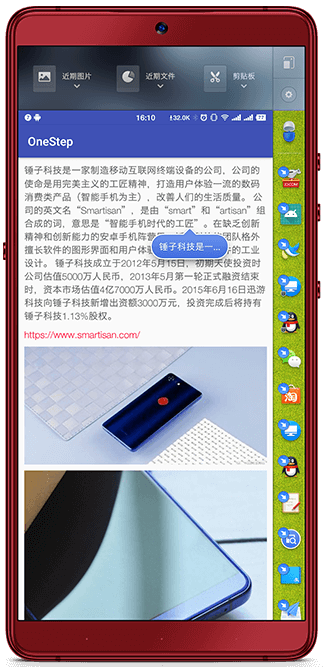 近期图片
近期文件
剪贴板
16:10
32.0K
77
OneStep
锤子科技是一家制造移动互联网终端设备的公司，公司的
使命是用完美主义的工匠精神，打造用户体验一流的数码
消费类产品（智能手机为主），改善人们的生活质量。公
司的英文名“Smartisan”，是由“smart”和“artisan”组
合成的词，意思是“智能手机时代的工匠”。在缺乏创新
精神和创新能力的安卓手机阵营
团队格外
擅长软件的图形界面和用户体验
的工业
设计。 锤子科技成立于2012年5月15日，初期天使投资时
公司估值5000万人民币，2013年5月第一轮正式融资结束
时，资本市场估值4亿7000万人民币。2015年6月16日迅游
科技向锤子科技新增出资额3000万元，投资完成后将持有
锤子科技1.13%股权。
锤子科技是一...
https://www.smartisan.com/